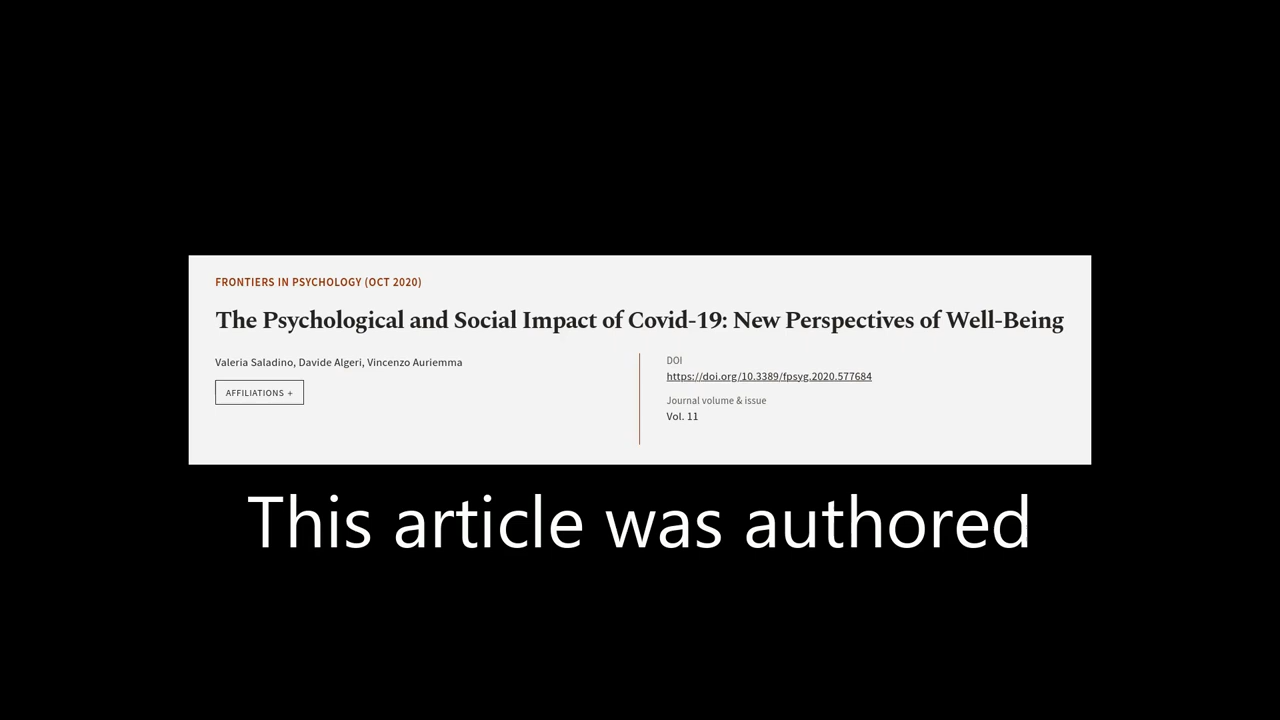 FRONTIERS IN PSYCHOLOGY (OCT 2020)
The Psychological and Social Impact of Covid-19: New Perspectives of Well-Being
Valeria Saladino, Davide Algeri, Vincenzo Auriemma
AFFILIATIONS +
DOI
https://doi.org/10.3389/fpsyg.2020.577684
Journal volume & issue
Vol. 11
This article was authored